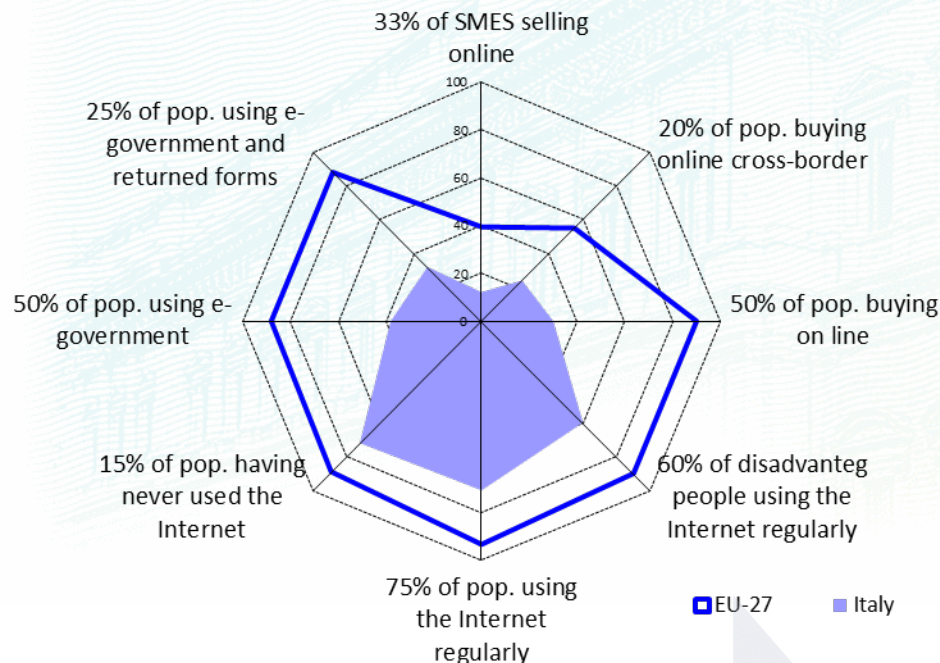 33% of SMES selling
online
100
25% of pop. using e-
government and
returned forms
20% of pop. buying
online cross-border
80
60
40
20
0
50% of pop. using e-
government
50% of pop. buying
on line
15% of pop. having
never used the
Internet
60% of disadvanteg
people using the
Internet regularly
75% of pop. using
the Internet
regularly
EU-27
Italy